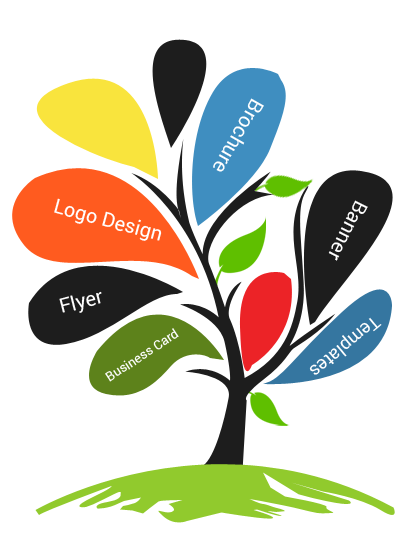 Brochure
Logo Design
Banner
Flyer
Business Card
Templates